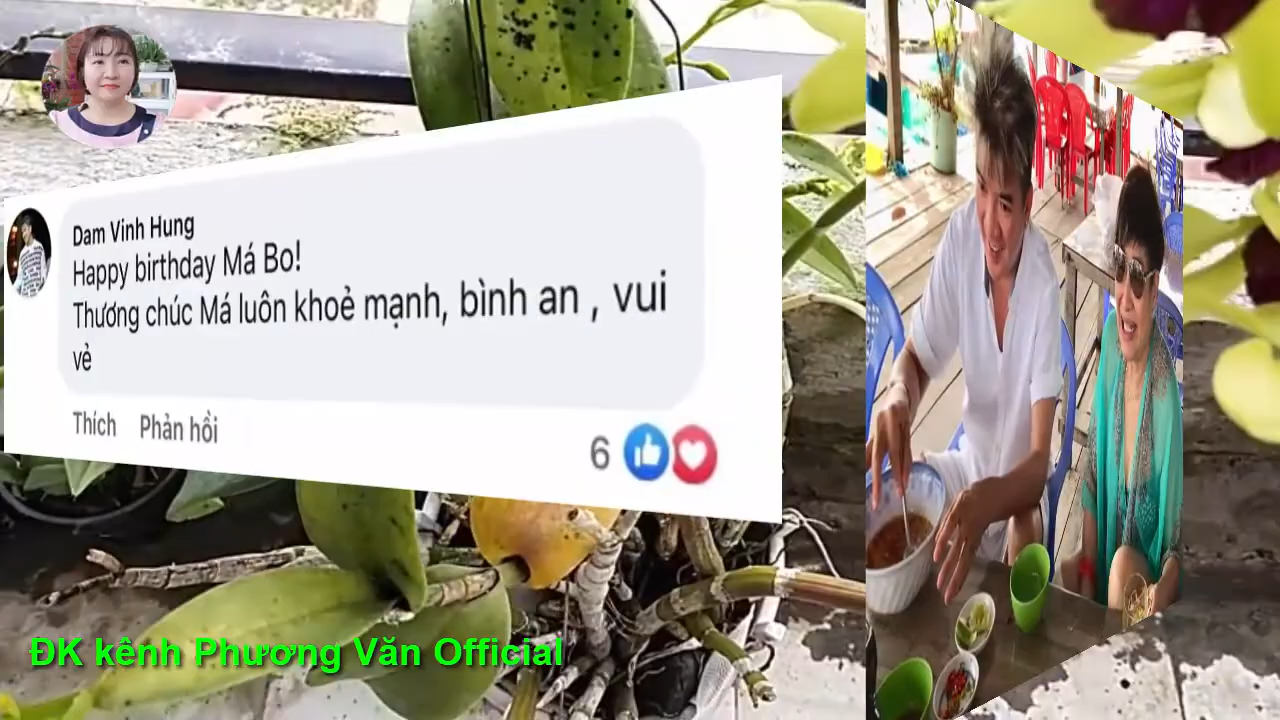 Dam Vinh Hung
Happy birthday Má Bo!
Thương chúc Má luôn khoẻ mạnh, bình an , vui
vẻ
Thích Phản hồi
6
ĐK kênh Phương Văn Official